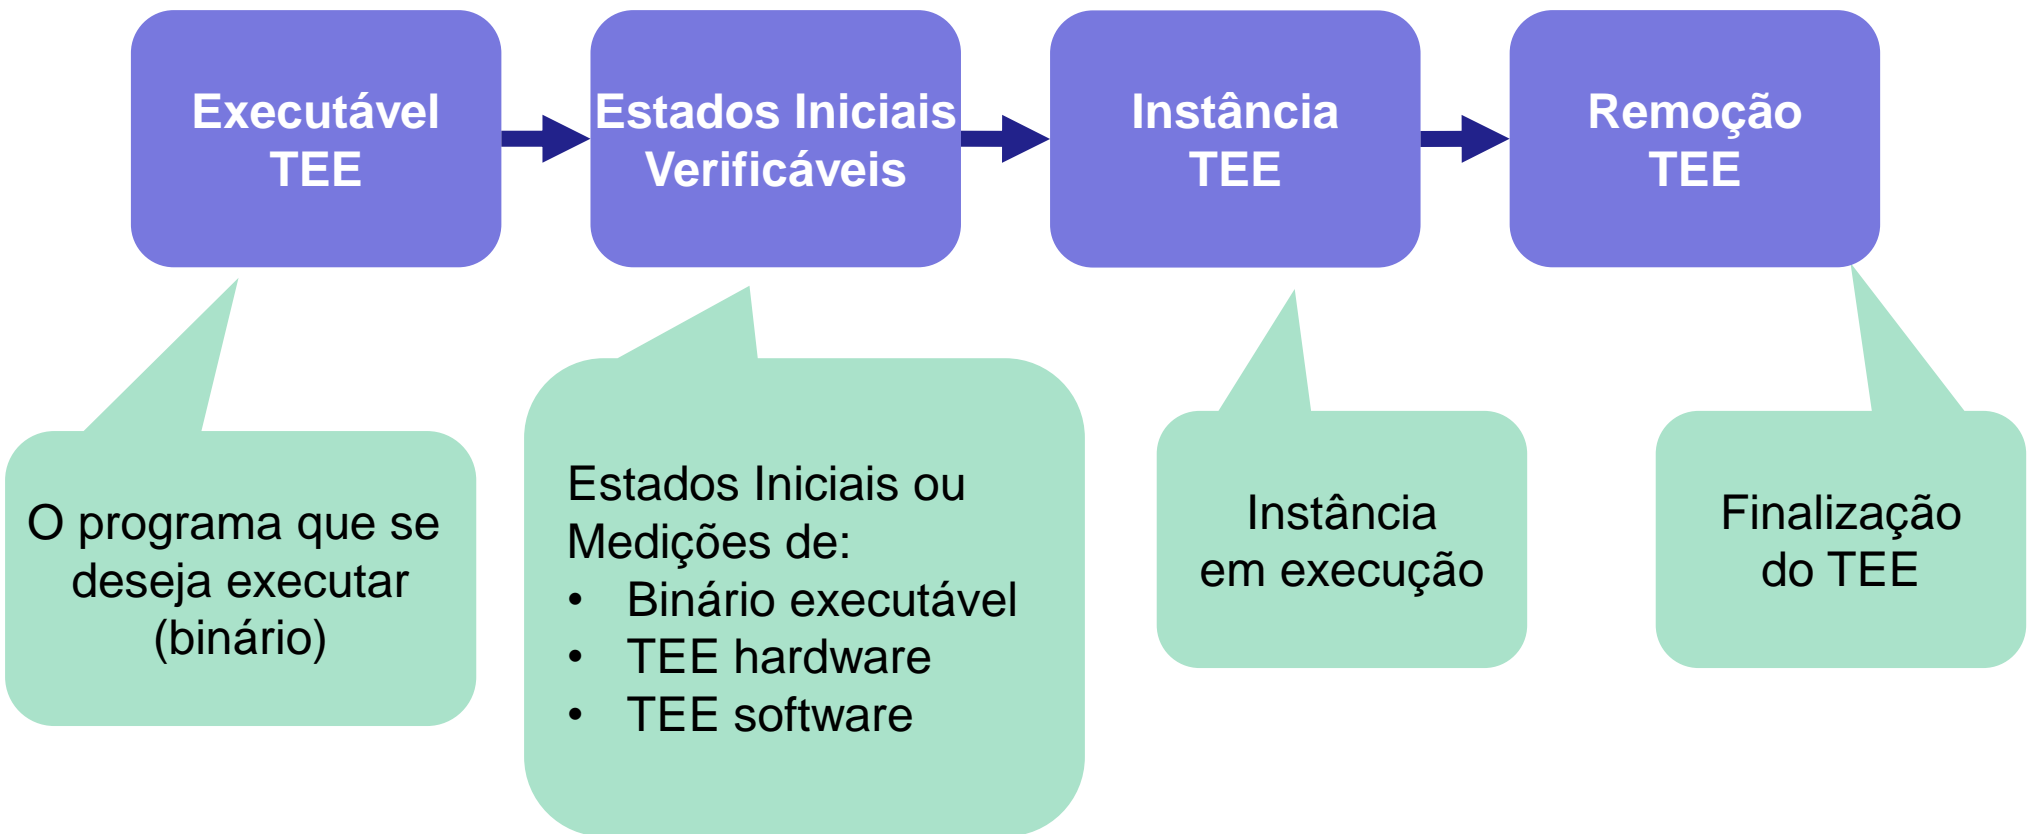 Executável
TEE
Estados Iniciais
Verificáveis
Instância
TEE
Remoção
TEE
O programa que se
deseja executar
(binário)
Estados Iniciais ou
Medições de:
• Binário executável
• TEE hardware
• TEE software
Instância
em execução
Finalização
do TEE